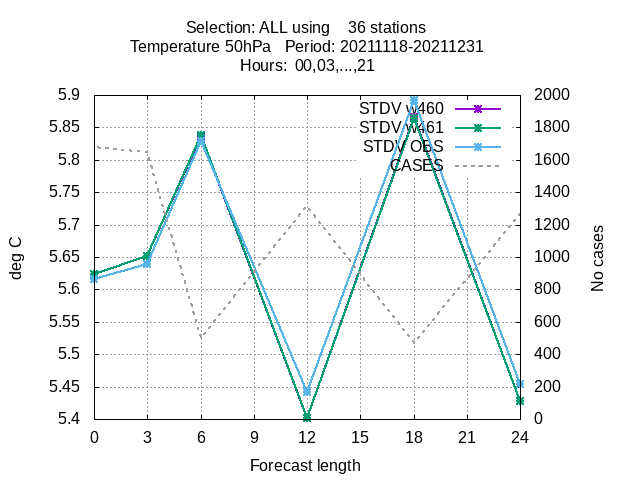 Selection: ALL using    36 stations
Temperature 50hPa   Period: 20211118-20211231
Hours:  00,03,...,21
5.9
5.85
5.8
5.75
5.7
5.65
5.6
5.55
5.5
5.45
5.4
deg C
STDV w460
STDV w461
STDV OBS
CASES
2000
1800
1600
1400
1200
1000
800
600
400
200
0
No cases
0 3 6 9 12 15 18 21 24
Forecast length